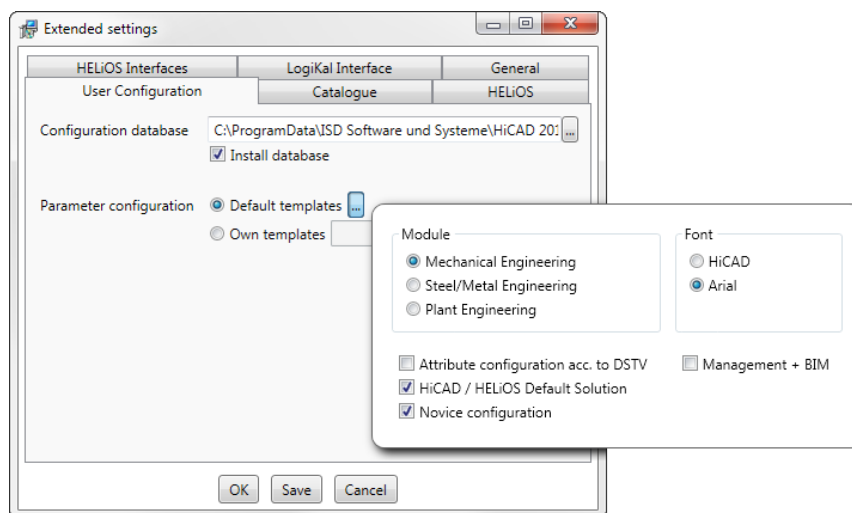 Extended settings
HELiOS Interfaces LogiKal Interface General
User Configuration Catalogue HELiOS
Configuration database C:\ProgramData\ISD Software und Systeme\HiCAD 201 ...
Install database
Parameter configuration Default templates ...
Own templates
Module
Mechanical Engineering
Steel/Metal Engineering
Plant Engineering
Font
HiCAD
Arial
Attribute configuration acc. to DSTV Management + BIM
HiCAD / HELiOS Default Solution
Novice configuration
OK Save Cancel